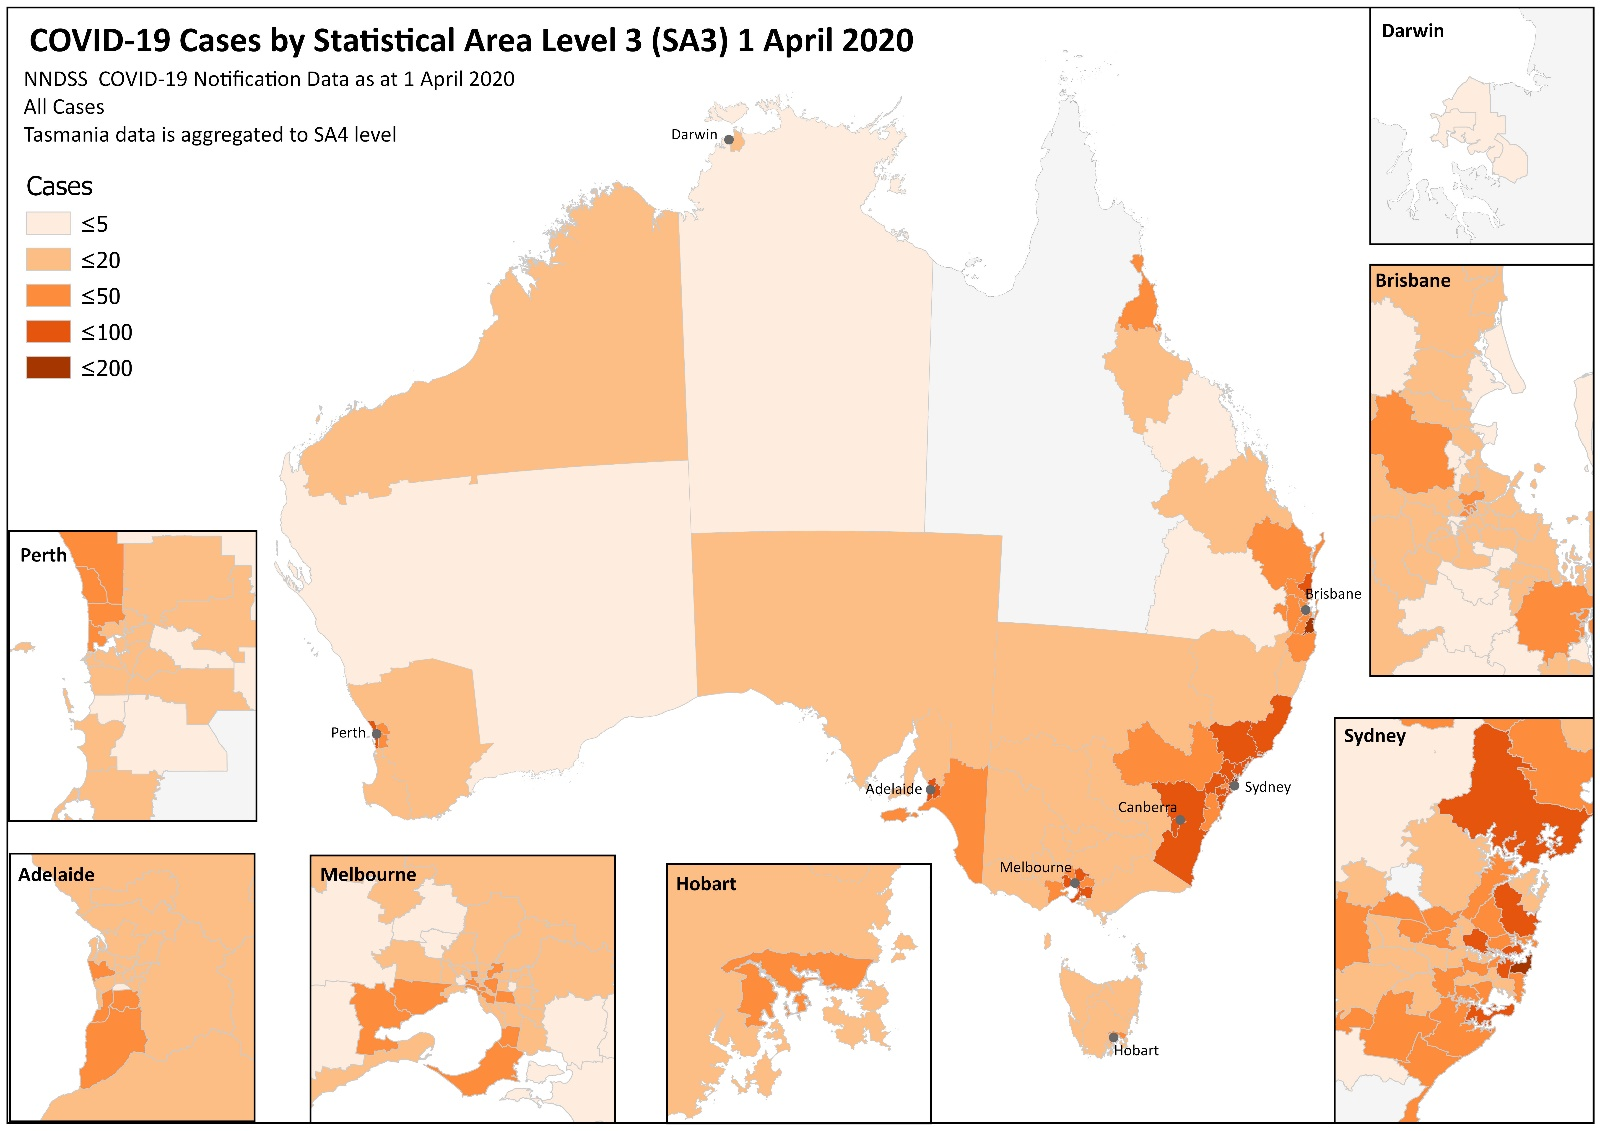 COVID-19 Cases by Statistical Area Level 3 (SA3) 1 April 2020
NNDSS  COVID-19 Notification Data as at 1 April 2020
All Cases
Tasmania data is aggregated to SA4 level
Cases
≤5
≤20
≤50
≤100
≤200
Darwin
Darwin
Brisbane
Brisbane
Perth
Perth
Adelaide
Sydney
Canberra
Melbourne
Sydney
Adelaide
Melbourne
Hobart
Hobart